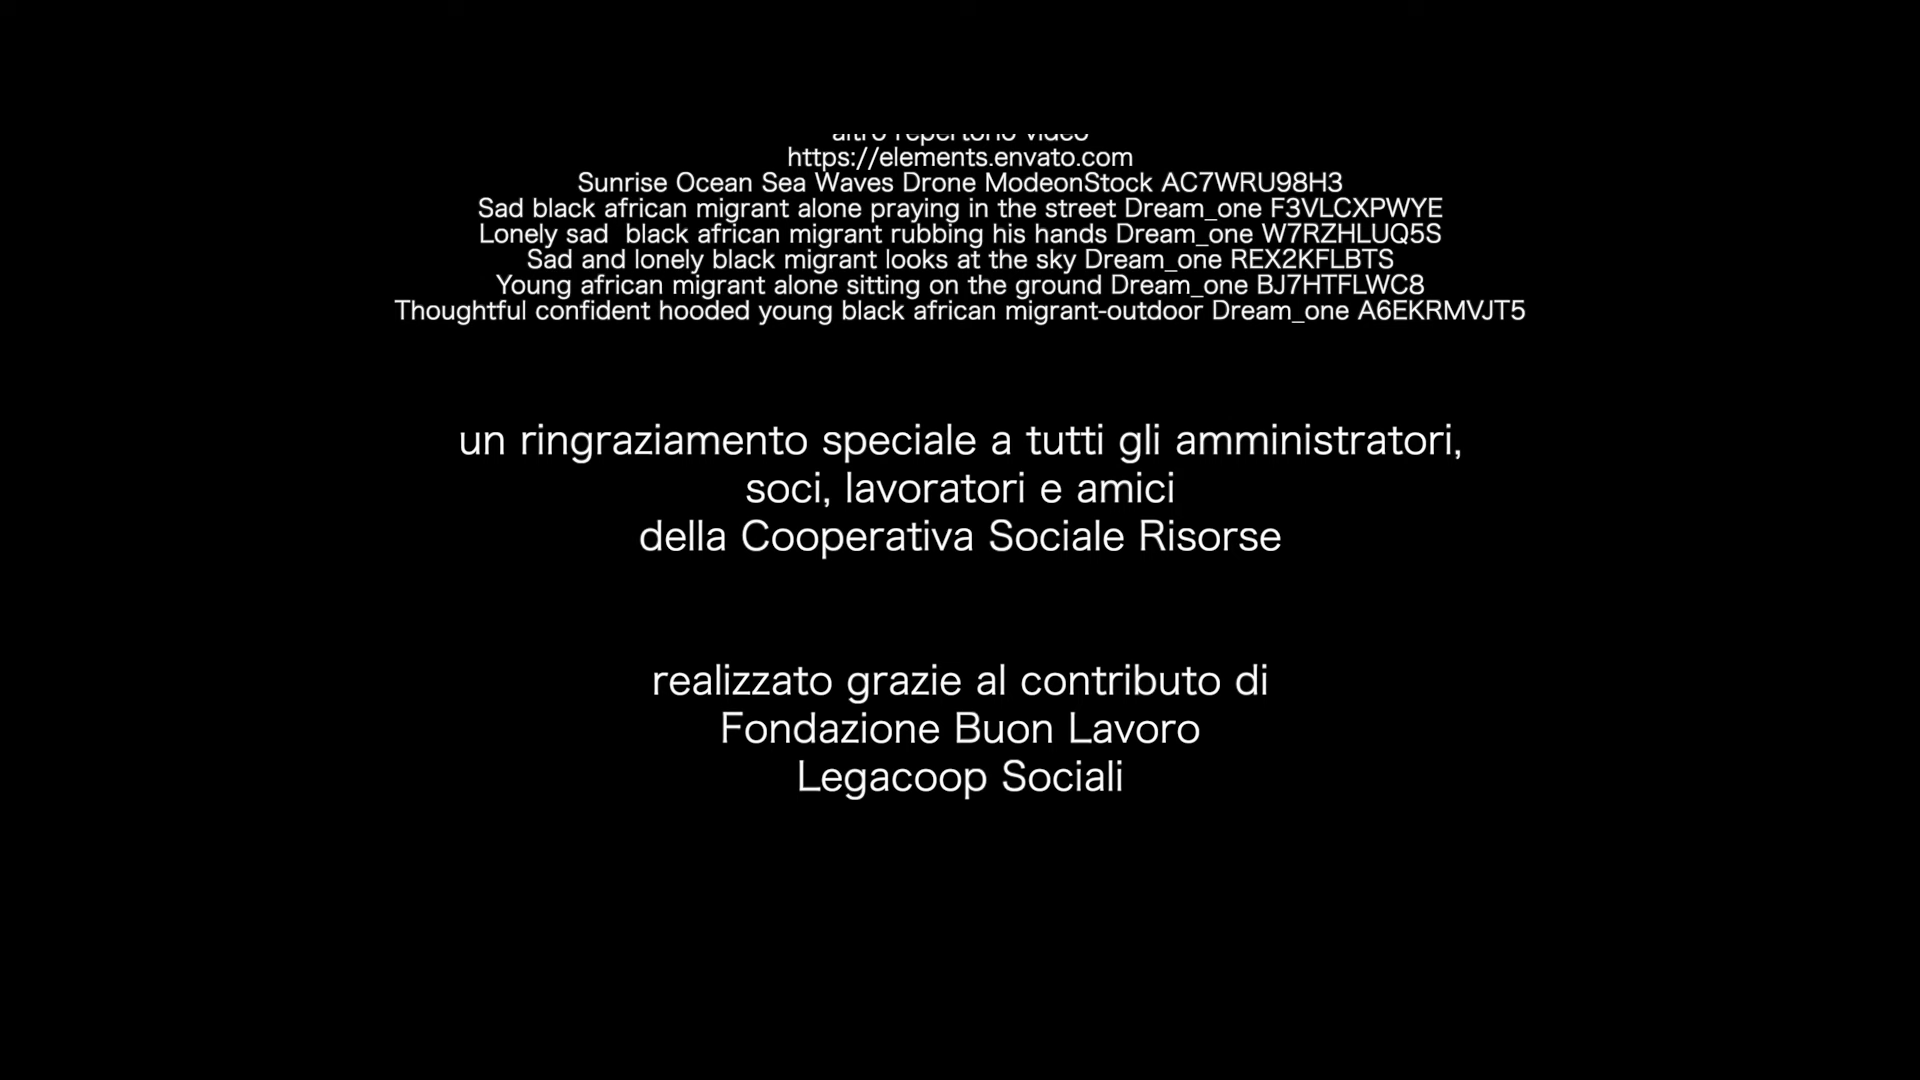 altro repertorio video
https://elements.envato.com
Sunrise Ocean Sea Waves Drone ModeonStock AC7WRU98H3
Sad black african migrant alone praying in the street Dream_one F3VLCXPWYE
Lonely sad  black african migrant rubbing his hands Dream_one W7RZHLUQ5S
Sad and lonely black migrant looks at the sky Dream_one REX2KFLBTS
Young african migrant alone sitting on the ground Dream_one BJ7HTFLWC8
Thoughtful confident hooded young black african migrant-outdoor Dream_one A6EKRMVJT5
un ringraziamento speciale a tutti gli amministratori,
soci, lavoratori e amici
della Cooperativa Sociale Risorse
realizzato grazie al contributo di
Fondazione Buon Lavoro
Legacoop Sociali